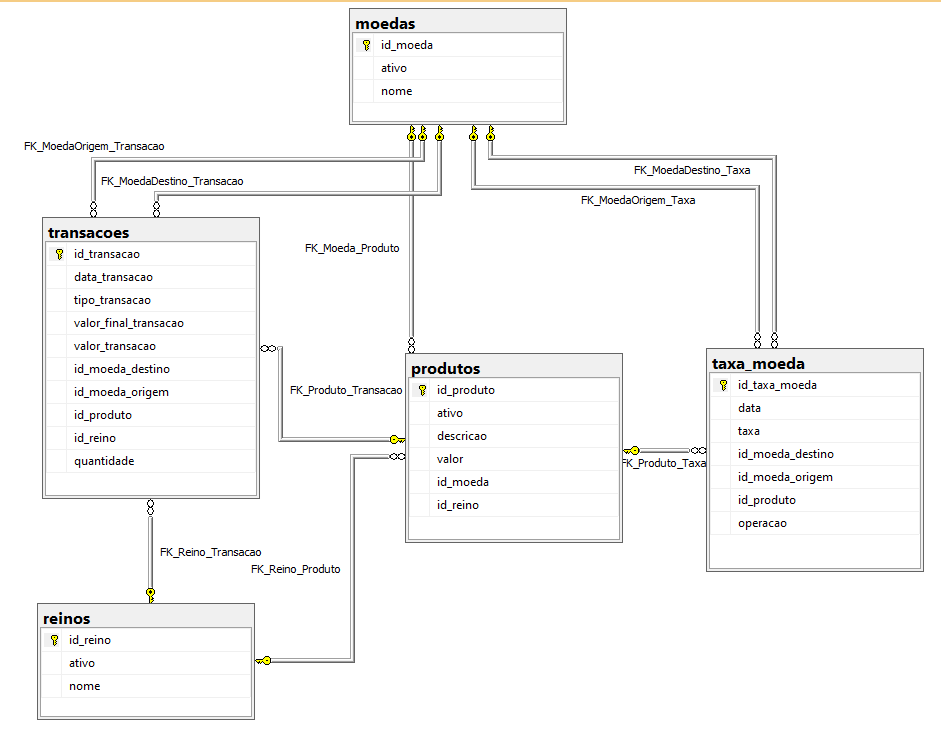 moedas
id_moeda
ativo
nome
FK_MoedaOrigem_Transacao
FK_MoedaDestino_Transacao
FK_MoedaDestino_Taxa
FK_MoedaOrigem_Taxa
FK_Moeda_Produto
transacoes
id_transacao
data_transacao
tipo_transacao
valor_final_transacao
valor_transacao
id_moeda_destino
id_moeda_origem
id_produto
id_reino
quantidade
FK_Produto_Transacao
produtos
id_produto
ativo
descricao
valor
id_moeda
id_reino
FK_Produto_Taxa
taxa_moeda
id_taxa_moeda
data
taxa
id_moeda_destino
id_moeda_origem
id_produto
operacao
FK_Reino_Transacao
FK_Reino_Produto
reinos
id_reino
ativo
nome